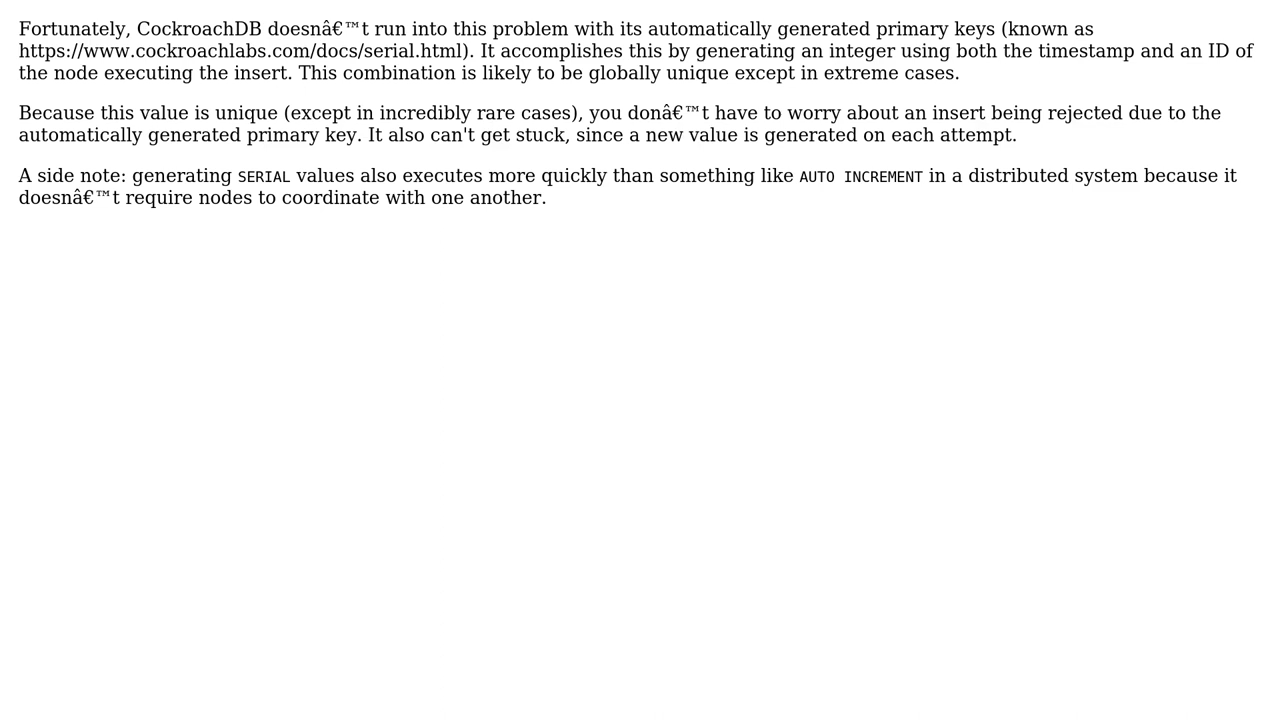 Fortunately, CockroachDB doesnâ€™t run into this problem with its automatically generated primary keys (known as
https://www.cockroachlabs.com/docs/serial.html). It accomplishes this by generating an integer using both the timestamp and an ID of
the node executing the insert. This combination is likely to be globally unique except in extreme cases.
Because this value is unique (except in incredibly rare cases), you donâ€™t have to worry about an insert being rejected due to the
automatically generated primary key. It also can't get stuck, since a new value is generated on each attempt.
A side note: generating SERIAL values also executes more quickly than something like AUTO INCREMENT in a distributed system because it
doesnâ€™t require nodes to coordinate with one another.